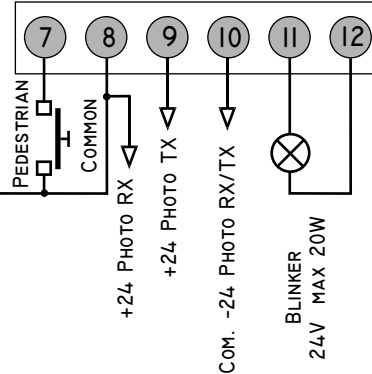 7 8 9 10 11 12
PEDESTRIAN
COMMON
+24 PHOTO RX
+24 PHOTO TX
COM. -24 PHOTO RX/TX
BLINKER
24V MAX 20W